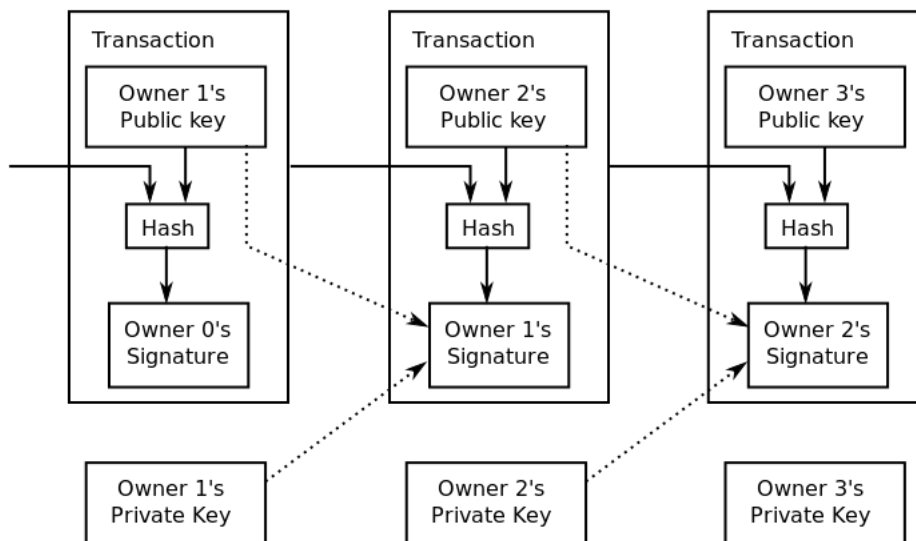 Transaction
Owner 1's
Public key
Hash
Owner 0's
Signature
Transaction
Owner 2's
Public key
Hash
Owner 1's
Signature
Transaction
Owner 3's
Public key
Hash
Owner 2's
Signature
Owner 1's
Private Key
Owner 2's
Private Key
Owner 3's
Private Key